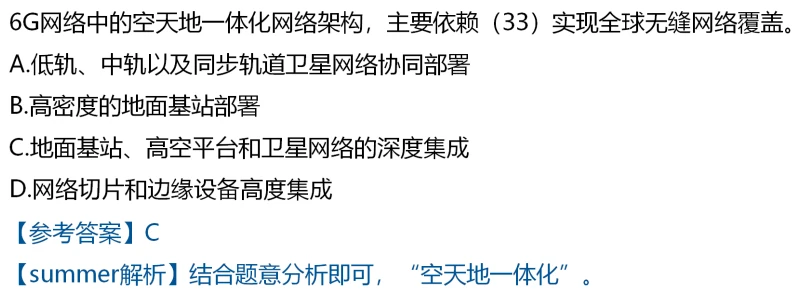 6G网络中的空天地一体化网络架构，主要依赖（33）实现全球无缝网络覆盖。
A.低轨、中轨以及同步轨道卫星网络协同部署
B.高密度的地面基站部署
C.地面基站、高空平台和卫星网络的深度集成
D.网络切片和边缘设备高度集成
【参考答案】C
【summer解析】结合题意分析即可，“空天地一体化”。